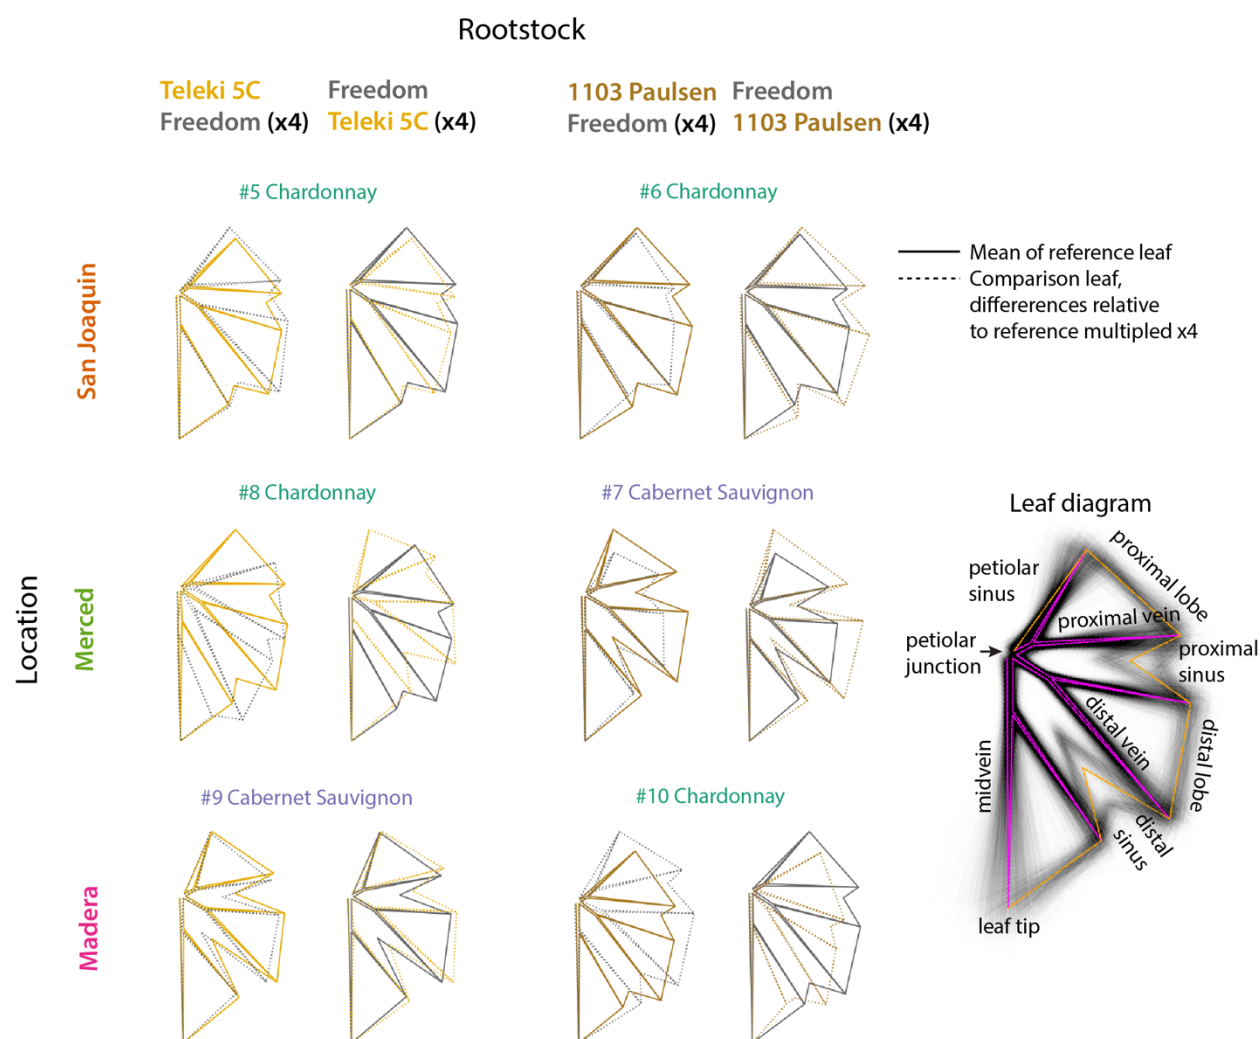 Rootstock
Teleki 5C
Freedom (x4)
Freedom
Teleki 5C (x4)
1103 Paulsen
Freedom (x4)
Freedom
1103 Paulsen (x4)
#5 Chardonnay
#6 Chardonnay
San Joaquin
Mean of reference leaf
Comparison leaf,
differerences relative
to reference multipled x4
Location
Merced
#8 Chardonnay
#7 Cabernet Sauvignon
Leaf diagram
petiolar
sinus
proximal lobe
proximal vein
petiolar
junction
proximal
sinus
distal vein
distal lobe
midvein
distal
sinus
leaf tip
Madera
#9 Cabernet Sauvignon
#10 Chardonnay